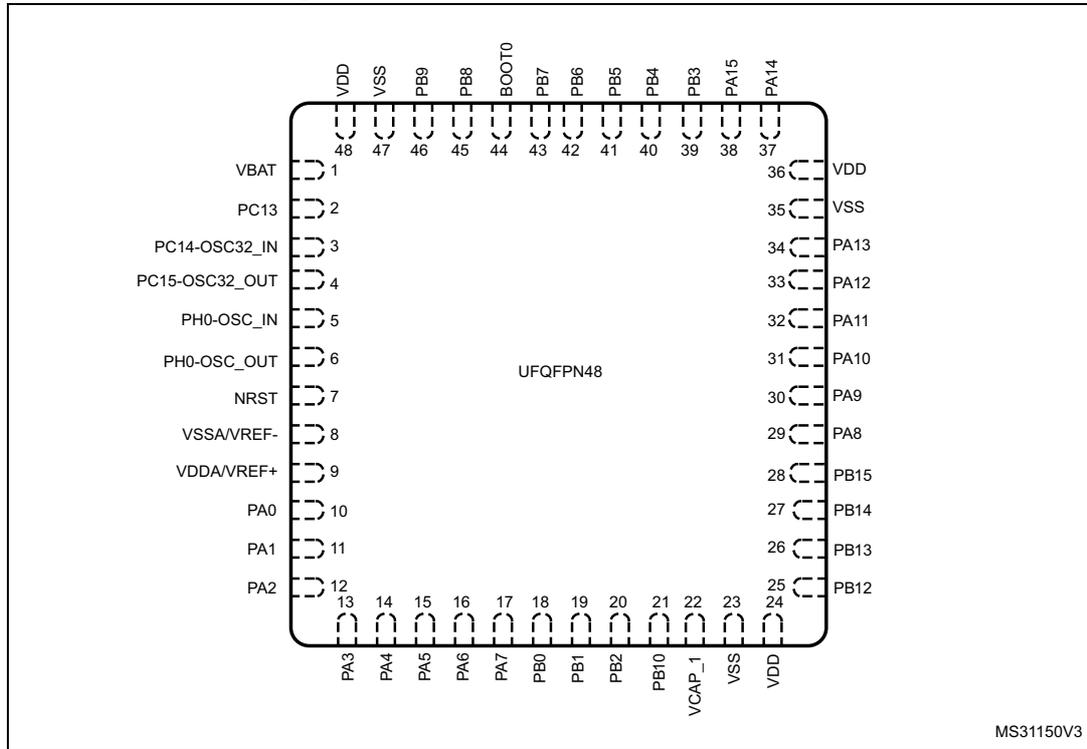 VDD
VSS
PB9
PB8
BOOT0
PB7
PB6
PB5
PB4
PB3
PA15
PA14
48
47
46
45
44
43
42
41
40
39
38
37
VBAT 1
PC13 2
PC14-OSC32_IN 3
PC15-OSC32_OUT 4
PH0-OSC_IN 5
PH0-OSC_OUT 6
NRST 7
VSSA/VREF- 8
VDDA/VREF+ 9
PA0 10
PA1 11
PA2 12
UFQFPN48
36 VDD
35 VSS
34 PA13
33 PA12
32 PA11
31 PA10
30 PA9
29 PA8
28 PB15
27 PB14
26 PB13
25 PB12
13
14
15
16
17
18
19
20
21
22
23
24
PA3
PA4
PA5
PA6
PA7
PB0
PB1
PB2
PB10
VCAP_1
VSS
VDD
MS31150V3